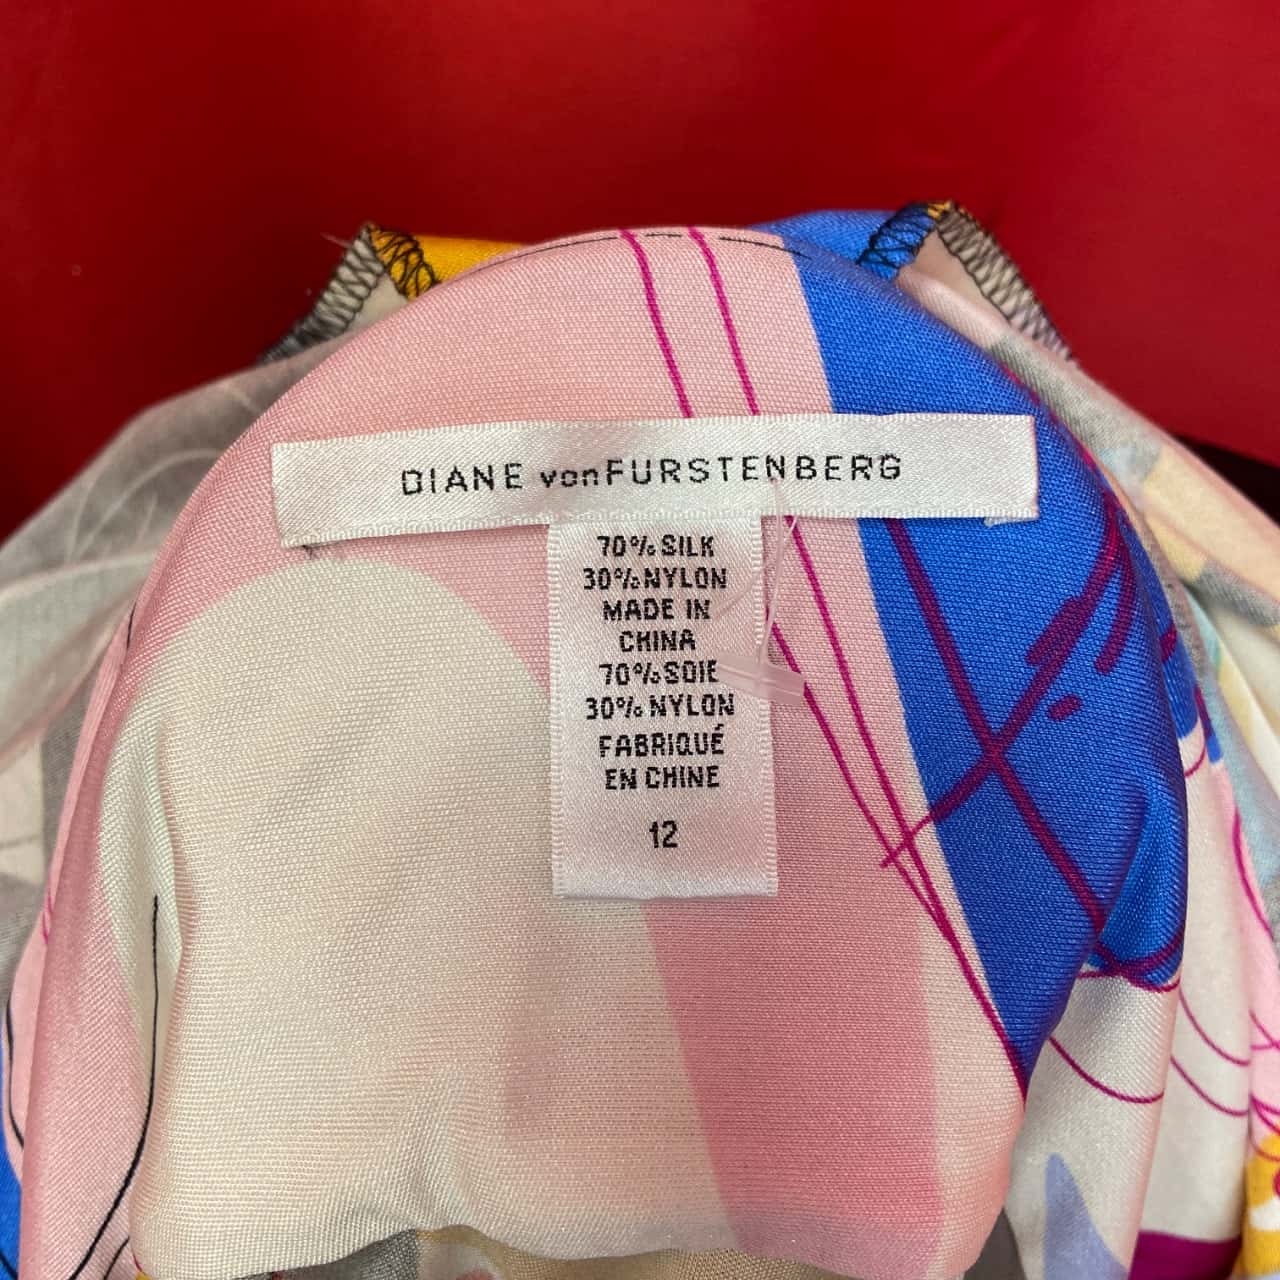 DIANE vonFURSTENBERG
70% SILK
30% NYLON
MADE IN
CHINA
70% SOIE
30% NYLON
FABRIQUÉ
EN CHINE
12